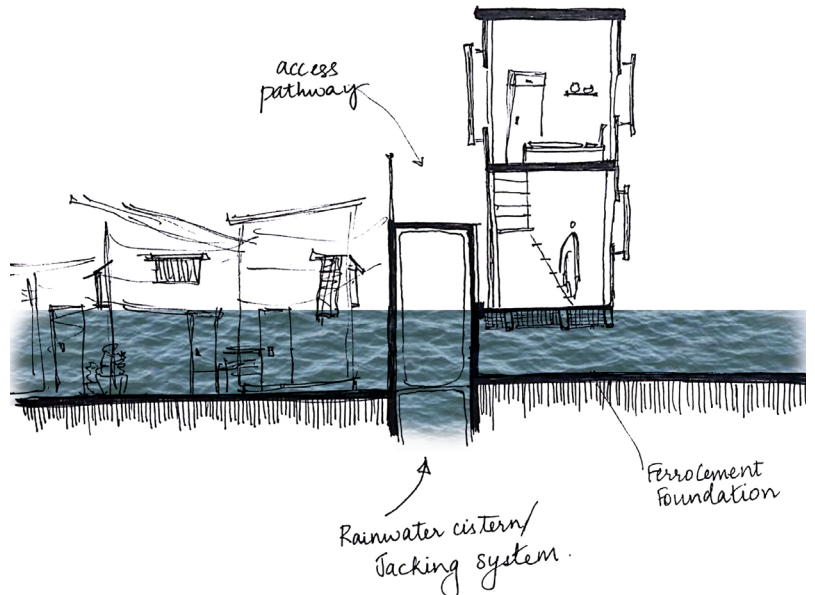 access
pathway
Ferrocement
Foundation
Rainwater cistern/
Jacking system.